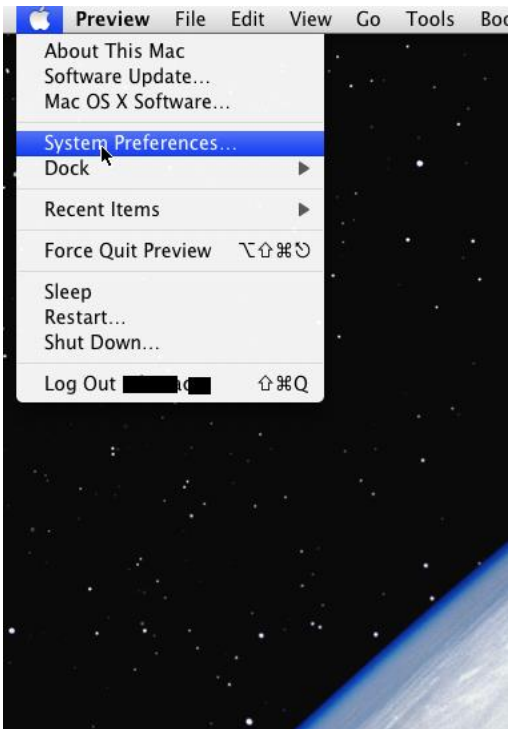 Preview File Edit View Go Tools Boo
About This Mac
Software Update...
Mac OS X Software...
System Preferences...
Dock ▶
Recent Items ▶
Force Quit Preview ⌥⇧⌘⎋
Sleep
Restart...
Shut Down...
Log Out ⇧⌘Q